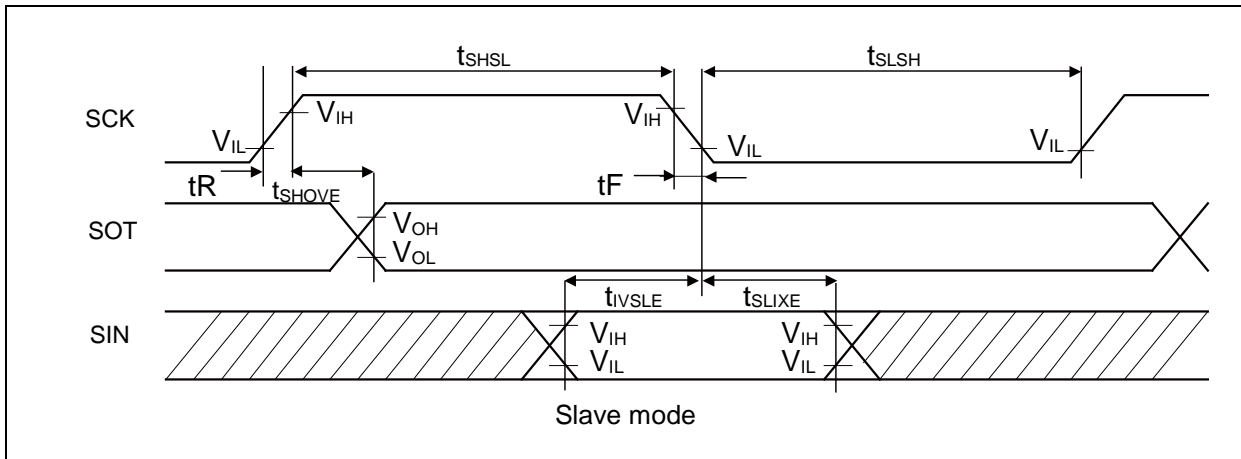 tSHSL tSLSH
SCK VIH VIH
VIL VIL VIL
tR tSHOVE tF
SOT VOH
VOL
tIVSLE tSLIXE
SIN VIH VIH
VIL VIL
Slave mode